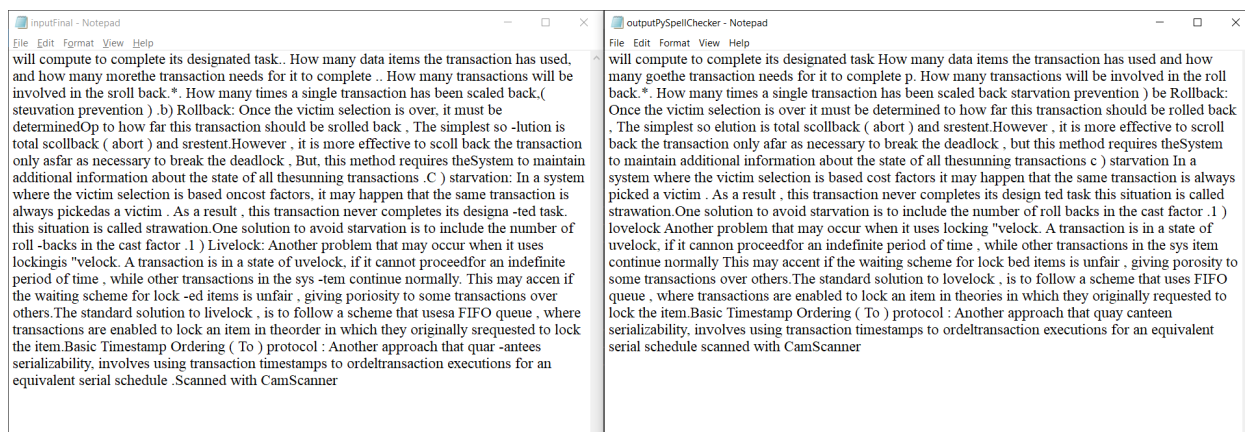 inputFinal - Notepad
File Edit Format View Help
will compute to complete its designated task.. How many data items the transaction has used,
and how many morethe transaction needs for it to complete .. How many transactions will be
involved in the sroll back.*. How many times a single transaction has been scaled back,(
steuvation prevention ) .b) Rollback: Once the victim selection is over, it must be
determinedOp to how far this transaction should be srolled back , The simplest so -lution is
total scollback ( abort ) and srestent.However , it is more effective to scoll back the transaction
only asfar as necessary to break the deadlock , But, this method requires theSystem to maintain
additional information about the state of all thesunning transactions .C ) starvation: In a system
where the victim selection is based oncost factors, it may happen that the same transaction is
always pickedas a victim . As a result , this transaction never completes its designa -ted task.
this situation is called strawation.One solution to avoid starvation is to include the number of
roll -backs in the cast factor .1 ) Livelock: Another problem that may occur when it uses
lockingis "velock. A transaction is in a state of uvelock, if it cannot proceedfor an indefinite
period of time , while other transactions in the sys -tem continue normally. This may accen if
the waiting scheme for lock -ed items is unfair , giving poriosity to some transactions over
others.The standard solution to livelock , is to follow a scheme that usesa FIFO queue , where
transactions are enabled to lock an item in theorder in which they originally srequested to lock
the item.Basic Timestamp Ordering ( To ) protocol : Another approach that quar -antees
serializability, involves using transaction timestamps to ordeltransaction executions for an
equivalent serial schedule .Scanned with CamScanner
outputPySpellChecker - Notepad
File Edit Format View Help
will compute to complete its designated task How many data items the transaction has used and how
many goethe transaction needs for it to complete p. How many transactions will be involved in the roll
back.*. How many times a single transaction has been scaled back starvation prevention ) be Rollback:
Once the victim selection is over it must be determined to how far this transaction should be rolled back
, The simplest so elution is total scollback ( abort ) and srestent.However , it is more effective to scroll
back the transaction only afar as necessary to break the deadlock , but this method requires theSystem
to maintain additional information about the state of all thesunning transactions c ) starvation In a
system where the victim selection is based cost factors it may happen that the same transaction is always
picked a victim . As a result , this transaction never completes its design ted task this situation is called
strawation.One solution to avoid starvation is to include the number of roll backs in the cast factor .1 )
lovelock Another problem that may occur when it uses locking "velock. A transaction is in a state of
uvelock, if it cannon proceedfor an indefinite period of time , while other transactions in the sys item
continue normally This may accent if the waiting scheme for lock bed items is unfair , giving porosity to
some transactions over others.The standard solution to lovelock , is to follow a scheme that uses FIFO
queue , where transactions are enabled to lock an item in theories in which they originally requested to
lock the item.Basic Timestamp Ordering ( To ) protocol : Another approach that quay canteen
serializability, involves using transaction timestamps to ordeltransaction executions for an equivalent
serial schedule scanned with CamScanner